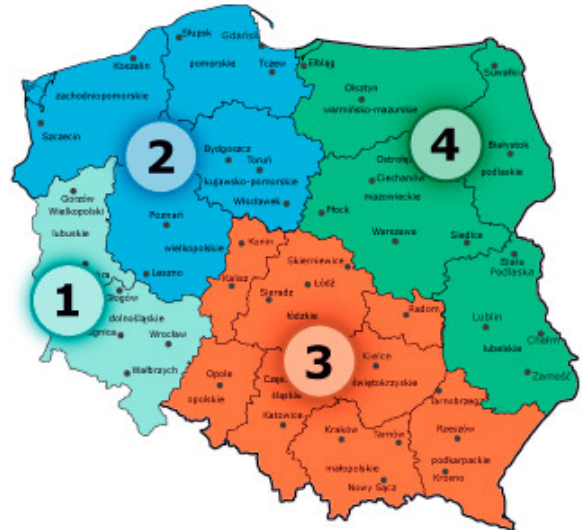 Słupsk
Gdańsk
Koszalin
pomorskie
Tczew
Elbląg
Suwałki
zachodniopomorskie
Olsztyn
warmińsko-mazurskie
Szczecin
2
4
Bydgoszcz
Toruń
Białystok
podlaskie
kujawsko-pomorskie
Ciechanów
mazowieckie
Gorzów
Wielkopolski
Włocławek
Płock
lubuskie
Poznań
wielkopolskie
Warszawa
Siedlce
Konin
Leszno
Skierniewice
Biała
Podlaska
1
Głogów
Kalisz
Sieradz
Łódź
dolnośląskie
łódzkie
Radom
Lublin
Chełm
Wrocław
lubelskie
3
Wałbrzych
Kielce
Zamość
Opole
opolskie
śląskie
świętokrzyskie
Tarnobrzeg
Katowice
Kraków
Tarnów
Rzeszów
małopolskie
podkarpackie
Nowy Sącz
Krosno